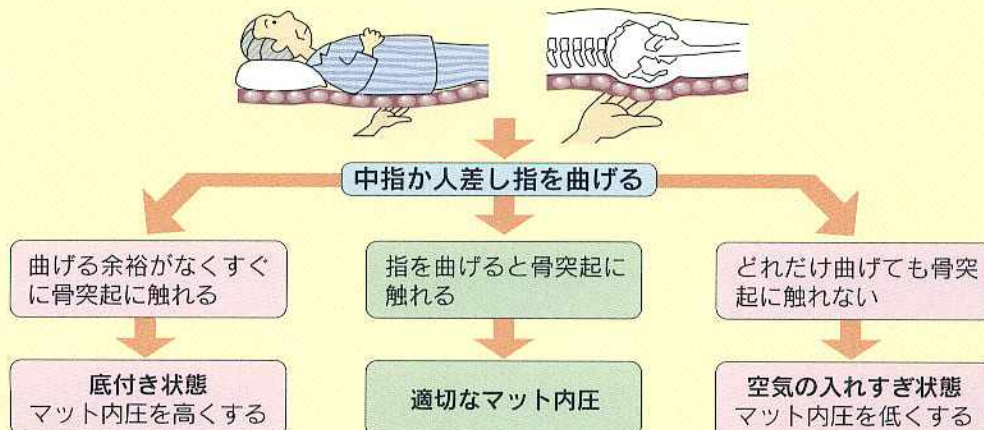 中指か人差し指を曲げる
曲げる余裕がなくすぐ
に骨突起に触れる
指を曲げると骨突起に
触れる
どれだけ曲げても骨突
起に触れない
底付き状態
マット内圧を高くする
適切なマット内圧
空気の入れすぎ状態
マット内圧を低くする